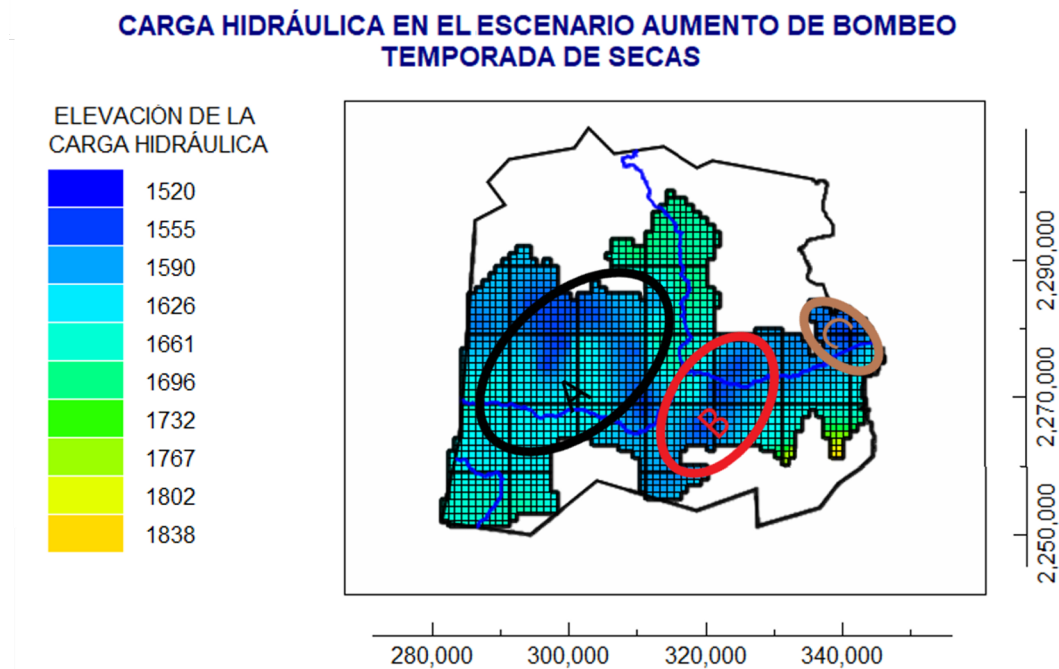 CARGA HIDRÁULICA EN EL ESCENARIO AUMENTO DE BOMBEO
TEMPORADA DE SECAS
ELEVACIÓN DE LA
CARGA HIDRÁULICA
1520
1555
1590
1626
1661
1696
1732
1767
1802
1838
A
B
C
2,290,000
2,270,000
2,250,000
280,000
300,000
320,000
340,000